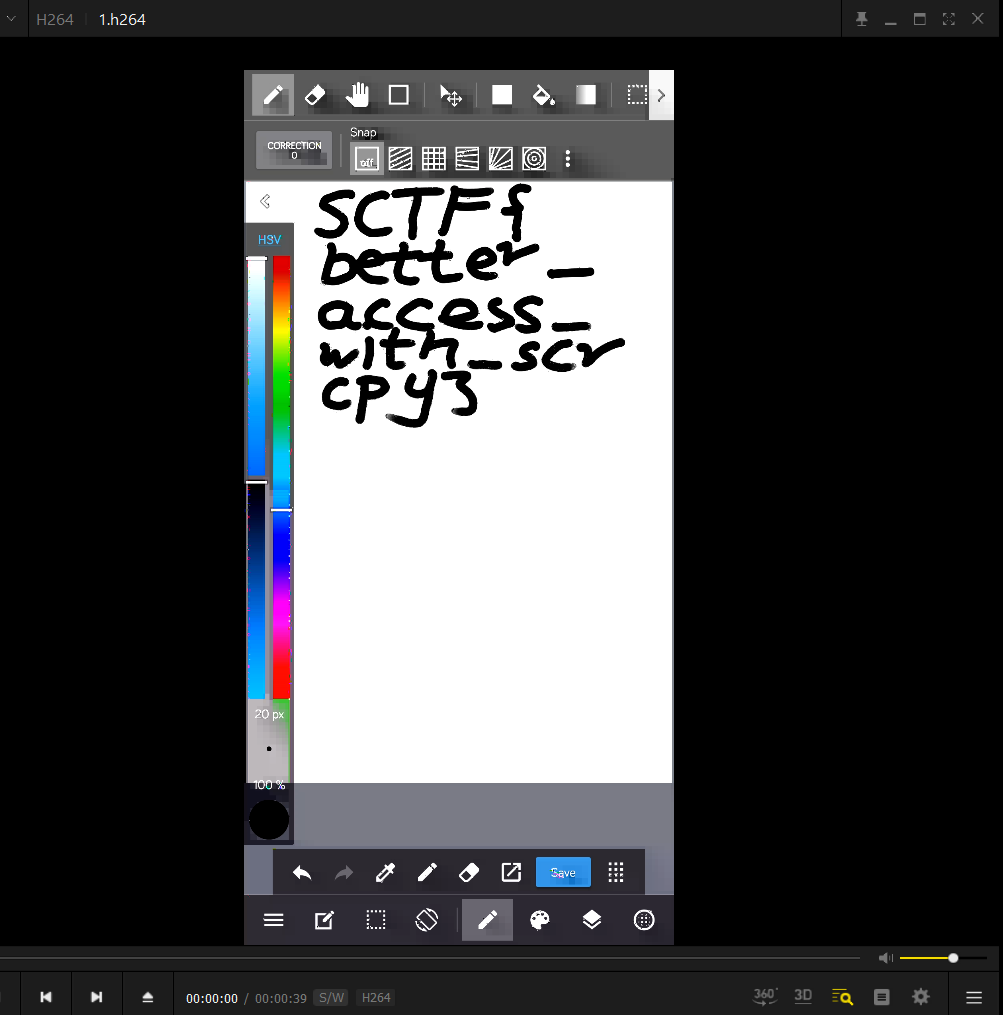 H264 1.h264
CORRECTION
0
Snap
off
HSV
SCTF{
better_
access_
with_scr
cpy}
20 px
100 %
Save
00:00:00 / 00:00:39 S/W H264
360° 3D